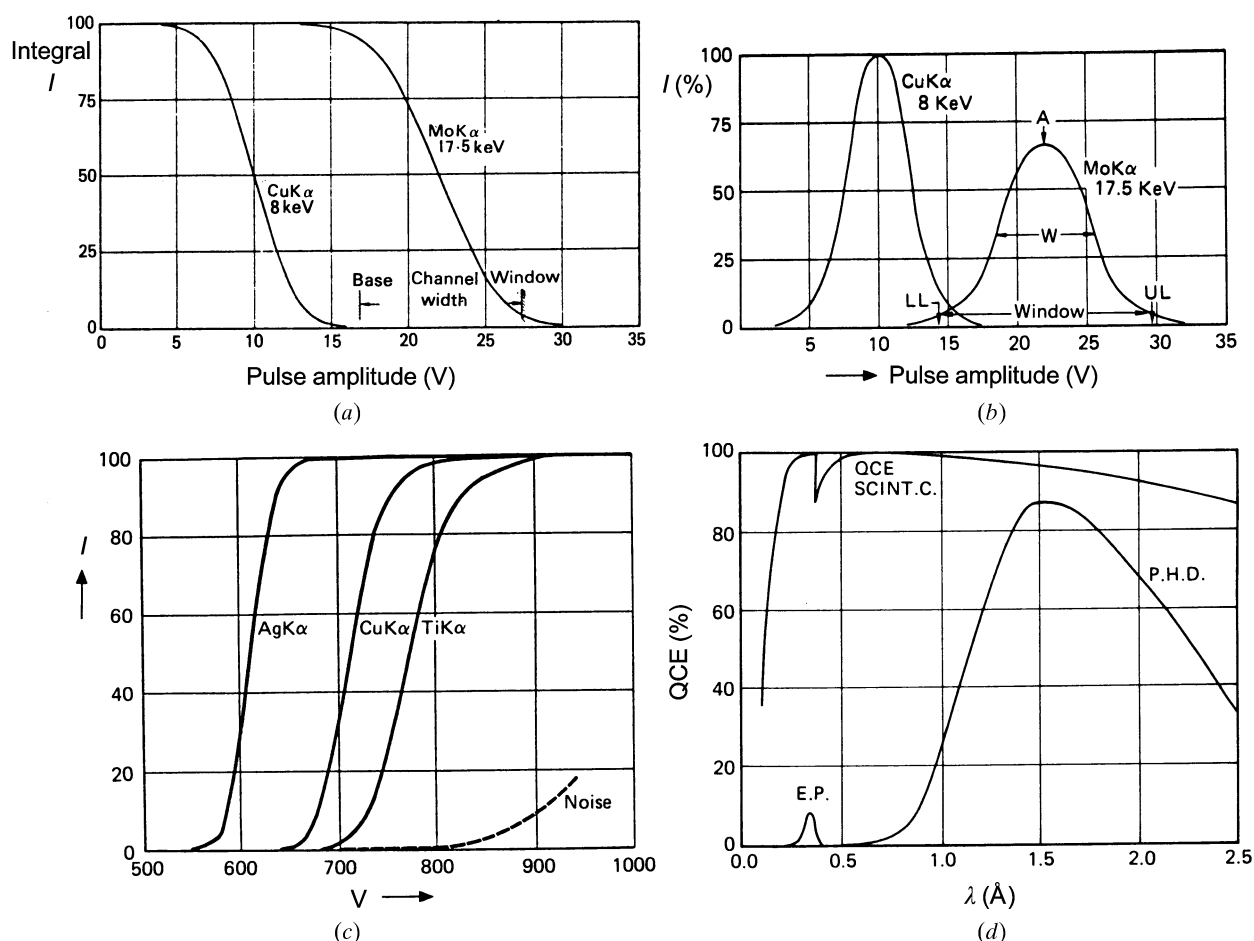 Integral
I
100
75
50
25
0
MoKα
17·5 keV
CuKα
8 keV
Base
Channel
width
Window
0 5 10 15 20 25 30 35
Pulse amplitude (V)
(a)
I (%)
100
75
50
25
0
CuKα
8 KeV
A
MoKα
17.5 KeV
W
LL
Window
UL
5 10 15 20 25 30 35
Pulse amplitude (V)
(b)
I
100
80
60
40
20
0
AgKα
CuKα
TiKα
Noise
500 600 700 800 900 1000
V
(c)
QCE (%)
100
80
60
40
20
0
QCE
SCINT.C.
P.H.D.
E.P.
0.0 0.5 1.0 1.5 2.0 2.5
λ (Å)
(d)